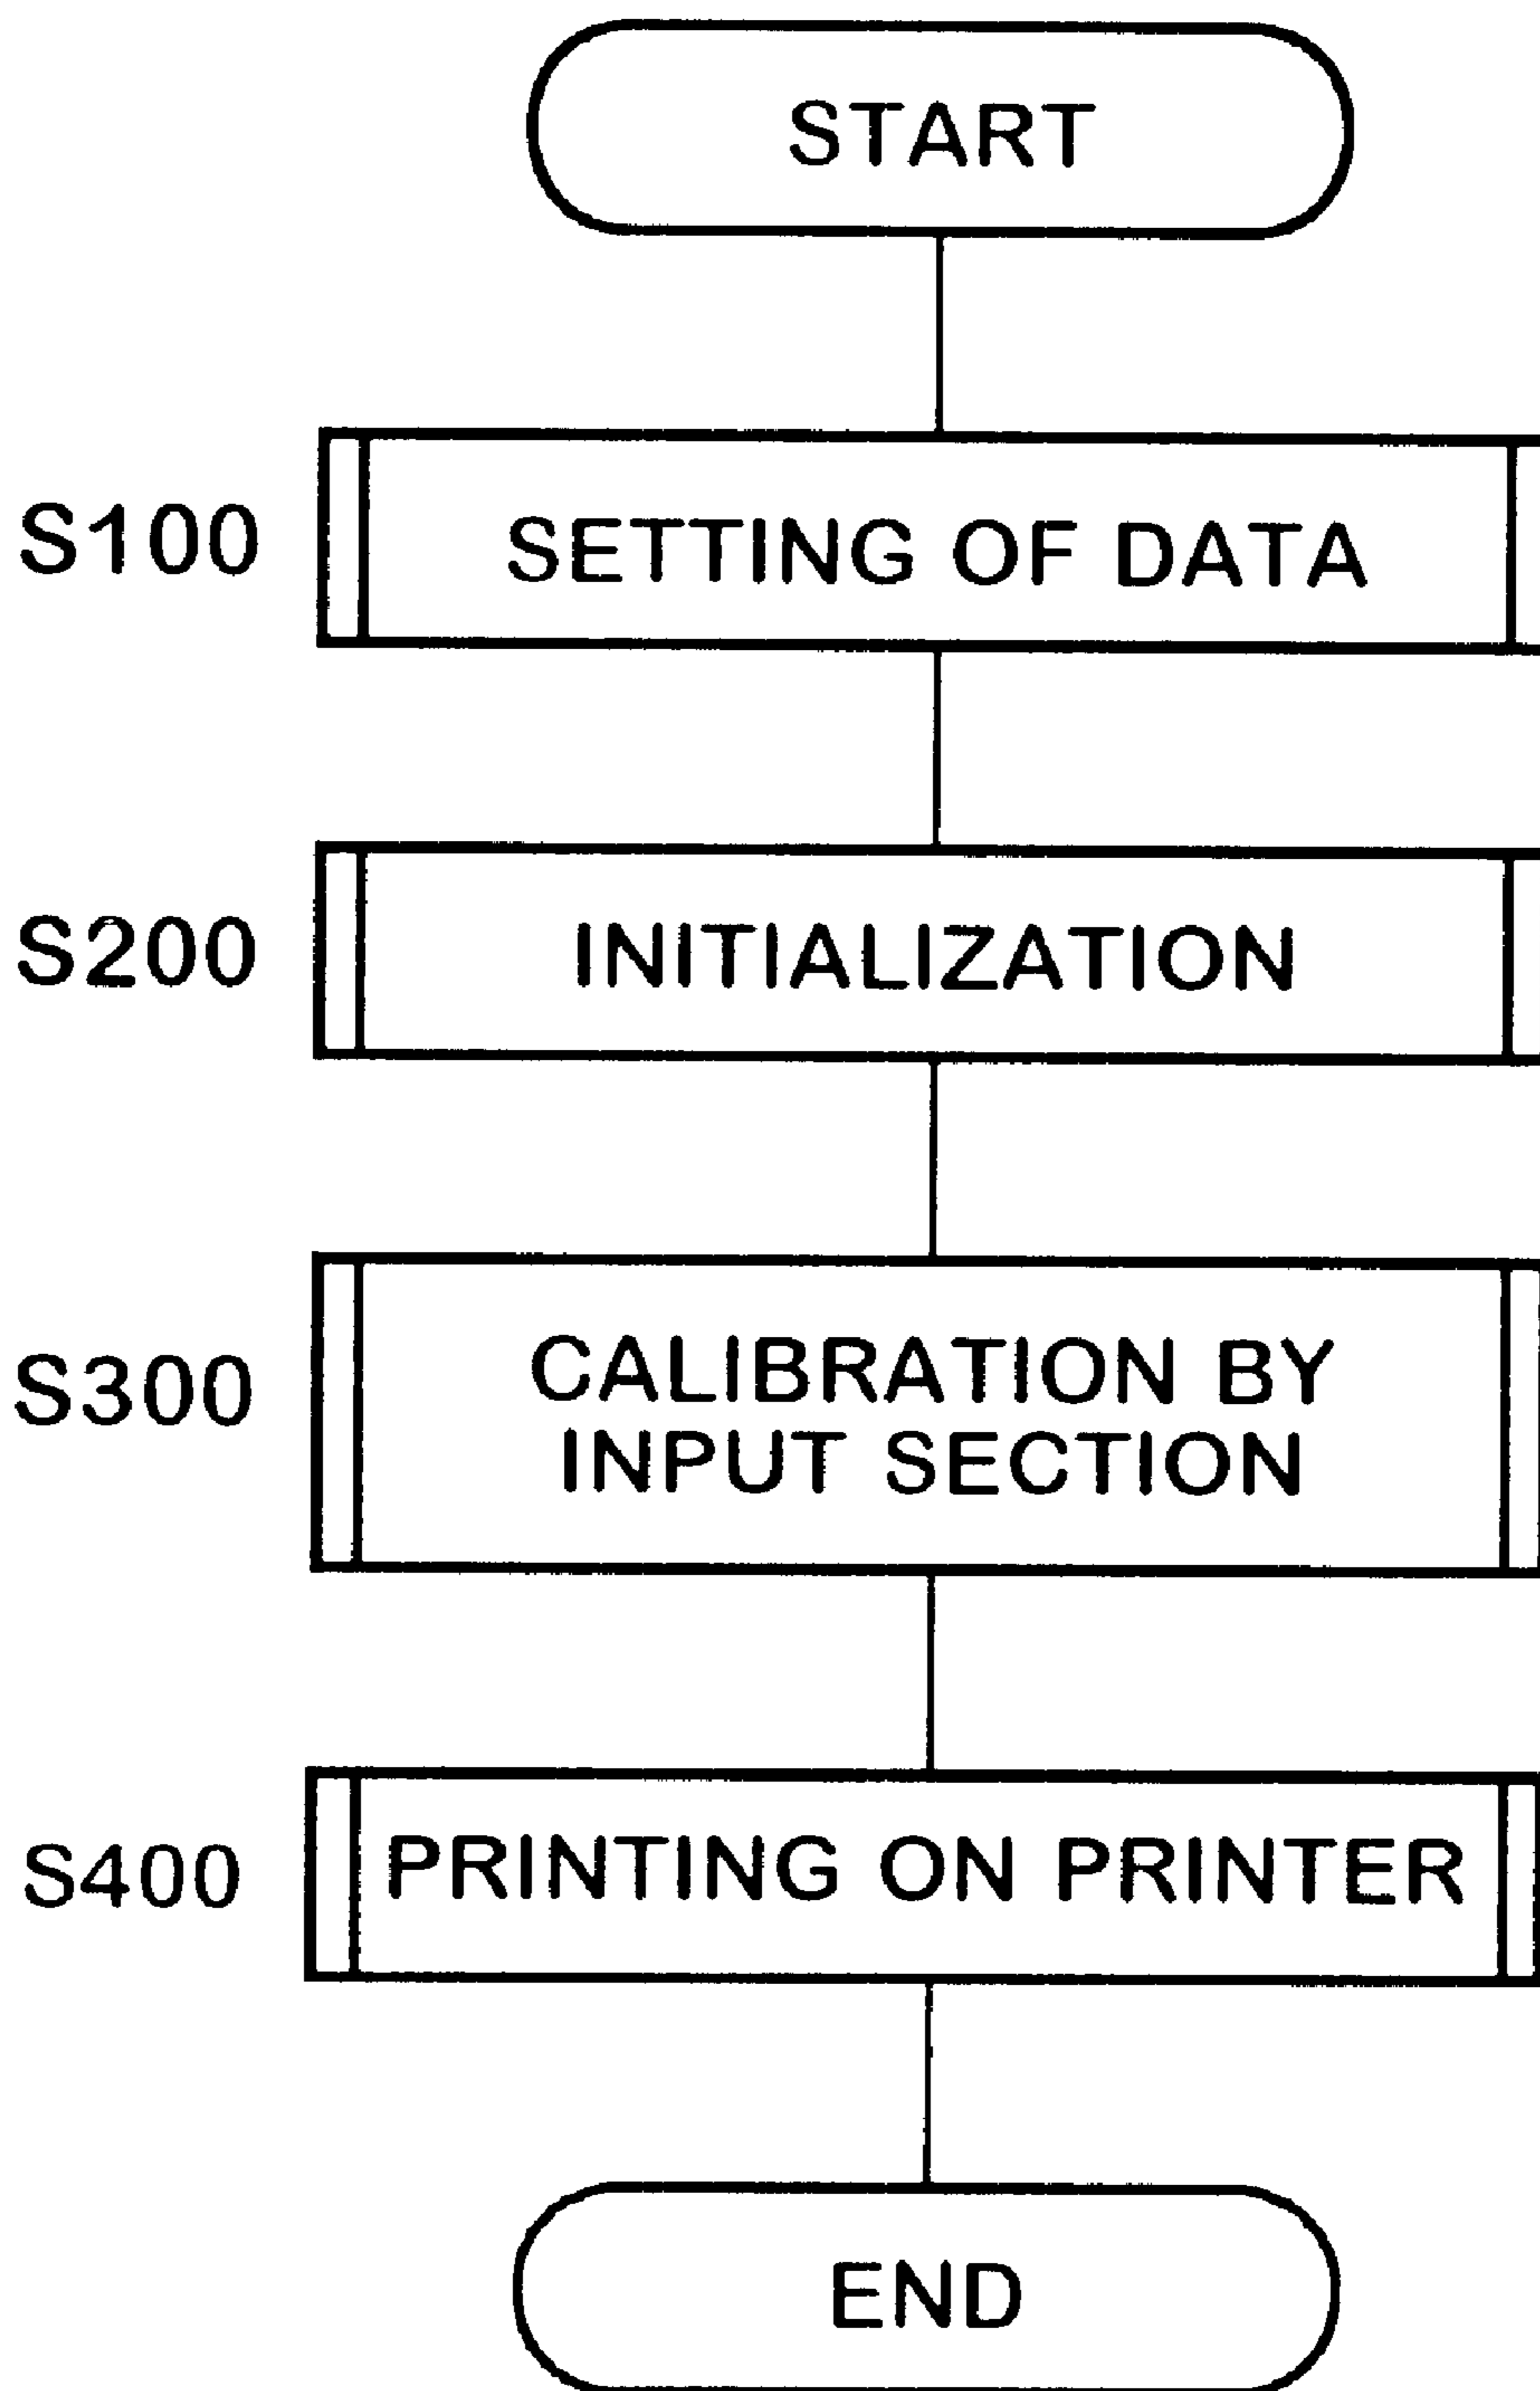 START
S100 SETTING OF DATA
S200 INITIALIZATION
S300 CALIBRATION BY
INPUT SECTION
S400 PRINTING ON PRINTER
END